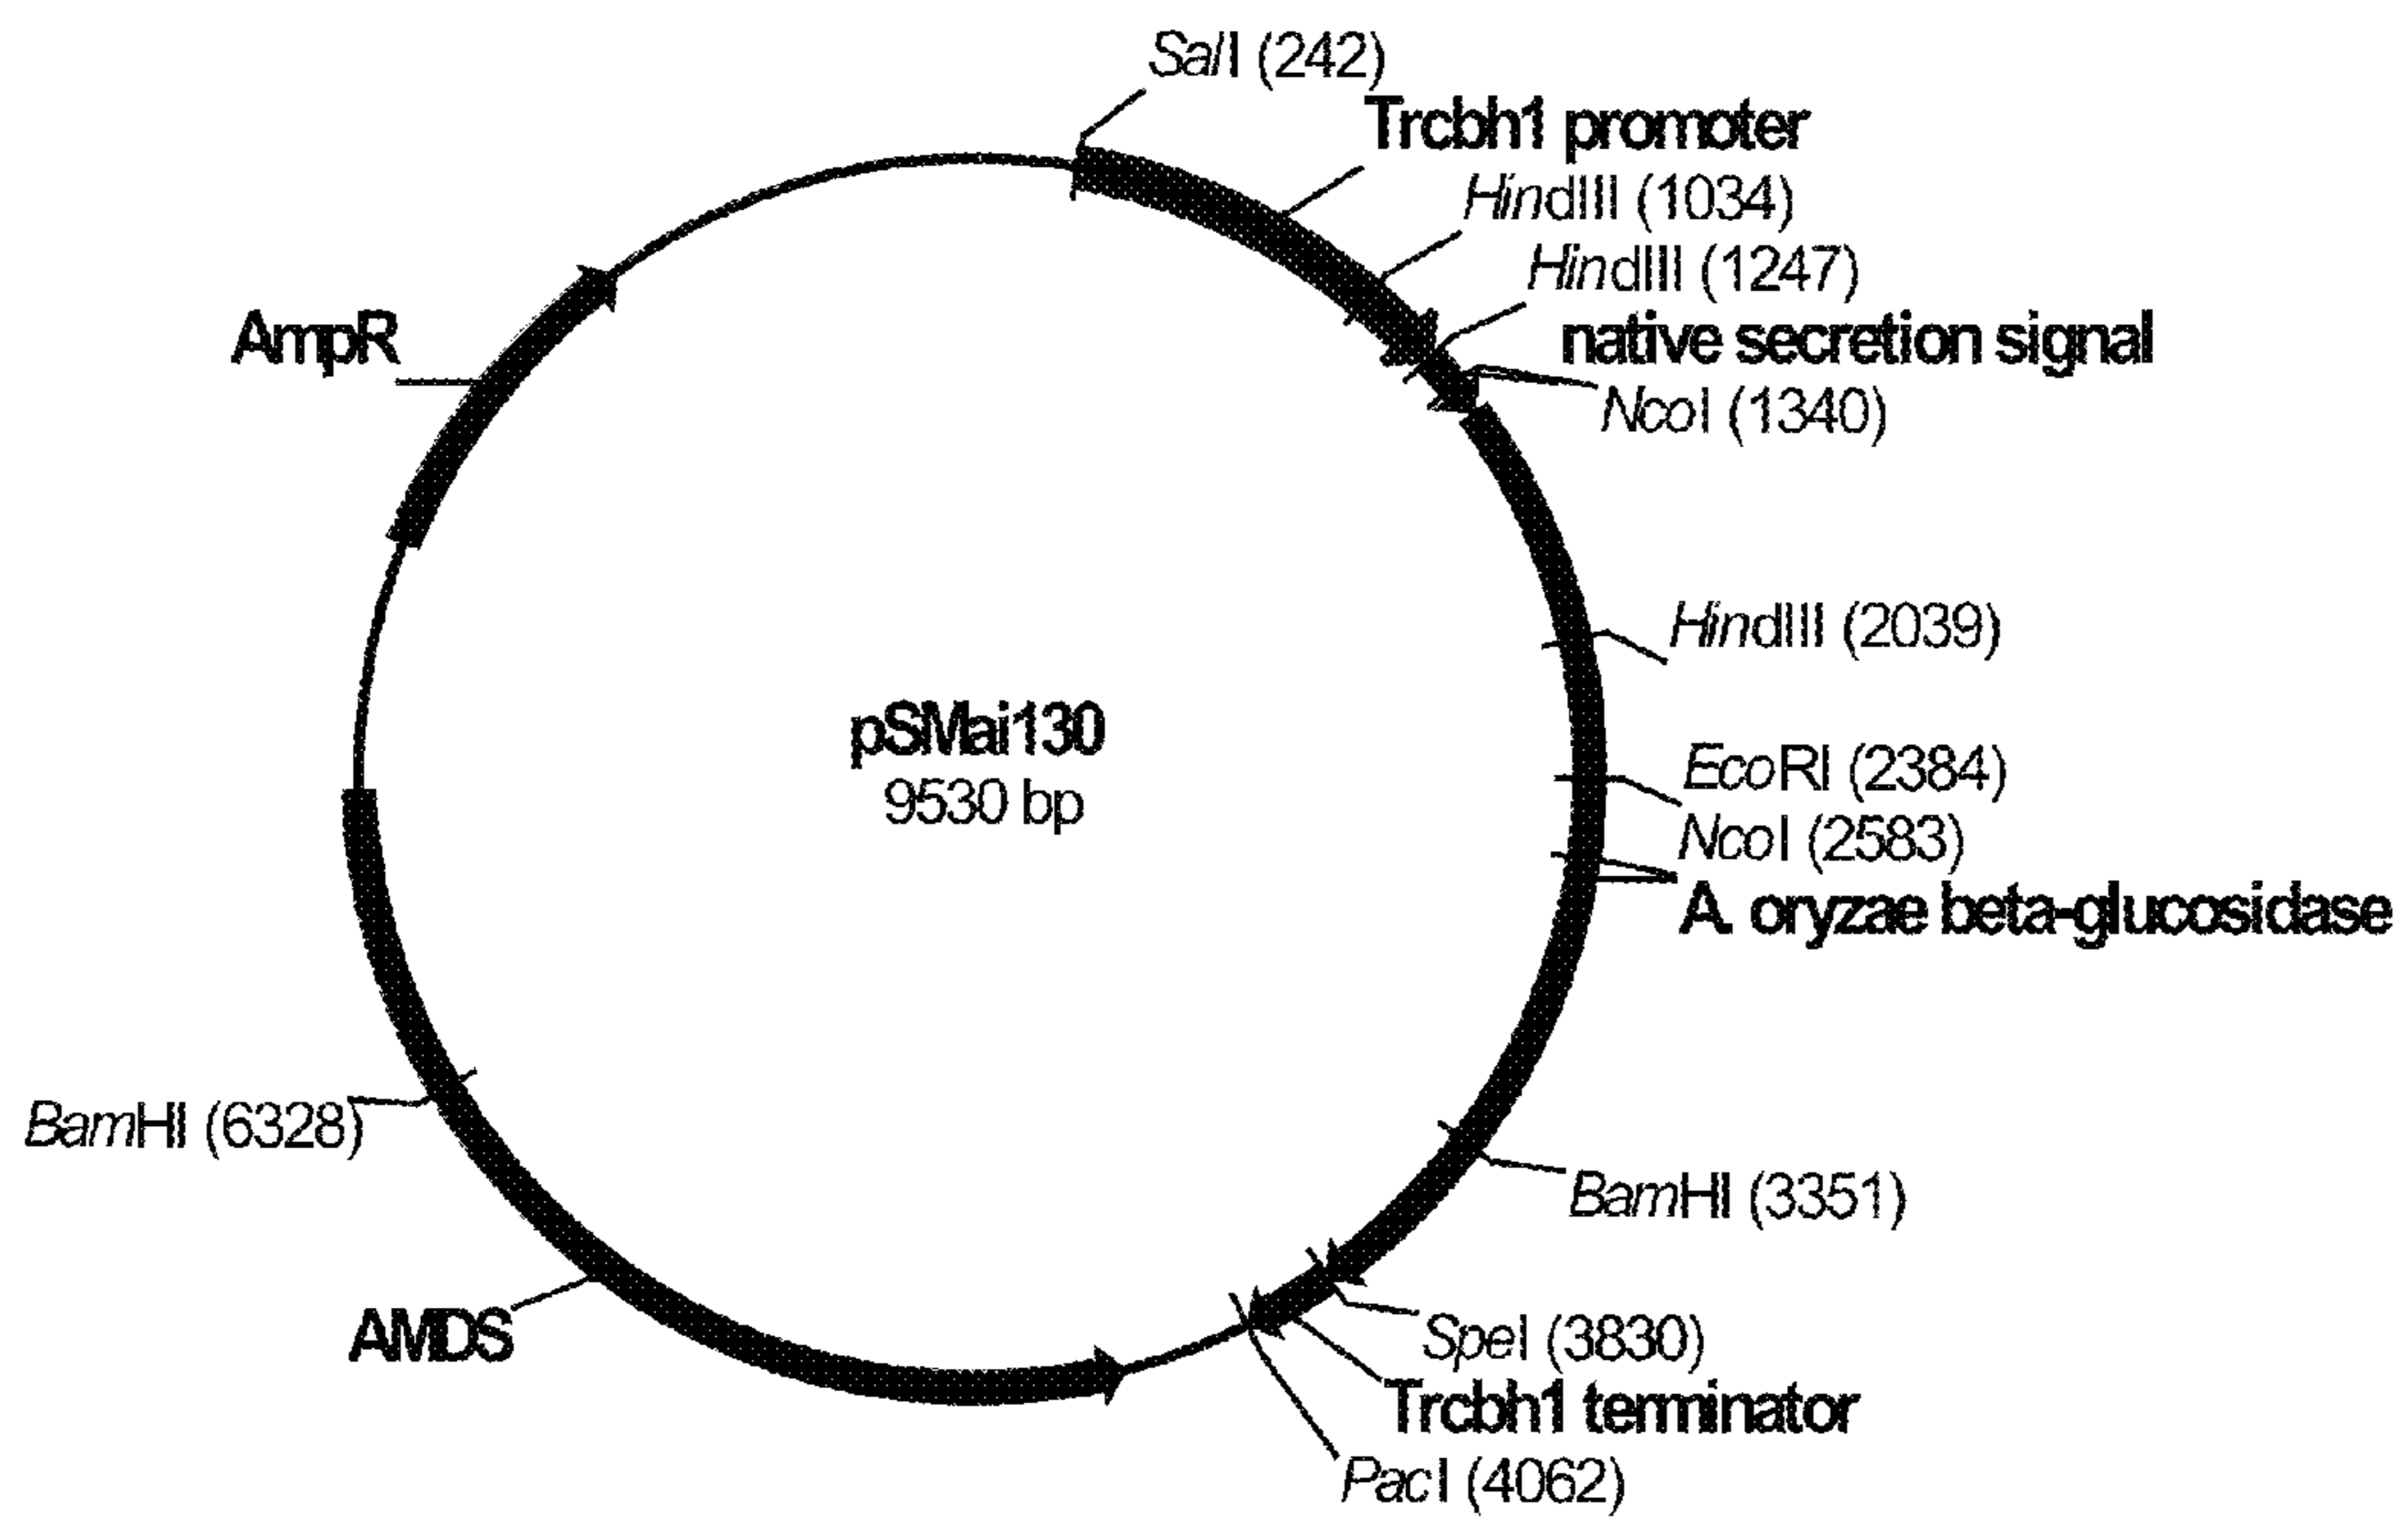 SalI (242)
Trcbh1 promoter
HindIII (1034)
HindIII (1247)
native secretion signal
NcoI (1340)
AmpR
HindIII (2039)
pSMai130
9530 bp
EcoRI (2384)
NcoI (2583)
A. oryzae beta-glucosidase
BamHI (6328)
BamHI (3351)
AMDS
SpeI (3830)
Trcbh1 terminator
PacI (4062)